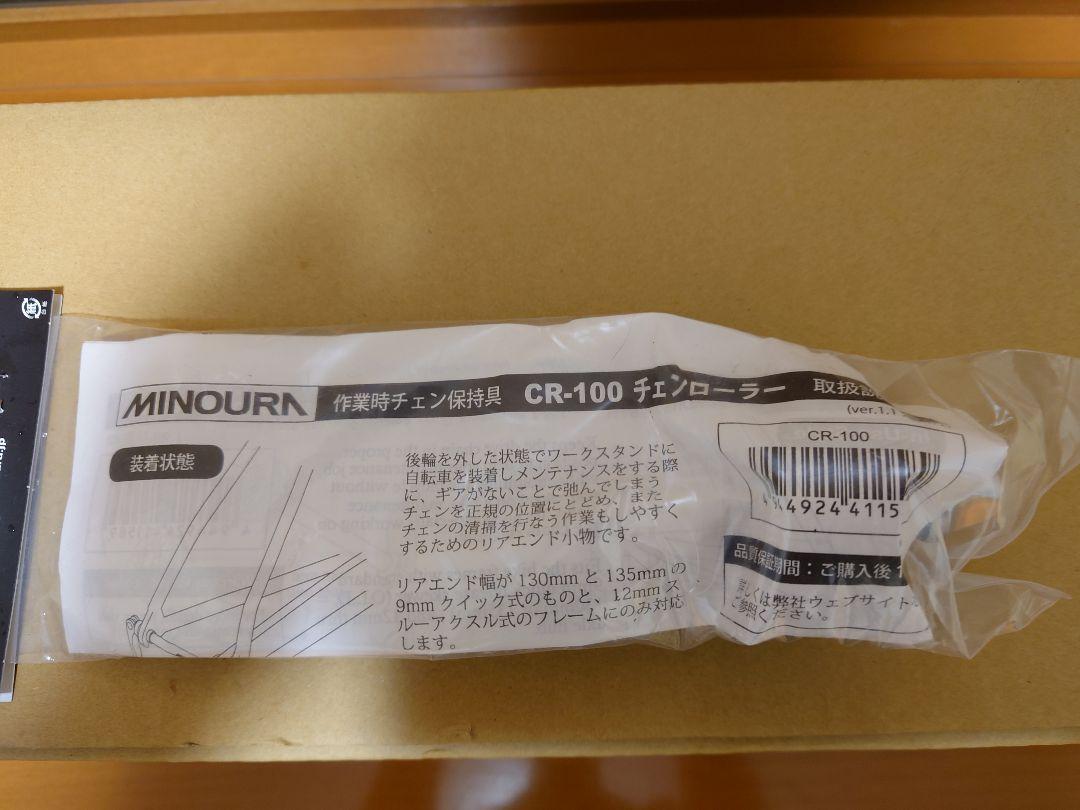 MINOURA 作業時チェン保持具 CR-100 チェンローラー 取扱説
(ver.1.1
装着状態
後輪を外した状態でワークスタンドに
自転車を装着しメンテナンスをする際
に、ギアがないことで弛んでしまう
チェンを正規の位置にとどめ、また
チェンの清掃を行なう作業もしやすく
するためのリアエンド小物です。
リアエンド幅が 130mm と 135mm の
9mm クイック式のものと、12mm ス
ルーアクスル式のフレームにのみ対応
します。
CR-100
4924 4115
品質保証期間：ご購入後 1
詳しくは弊社ウェブサイト
ご参照ください。